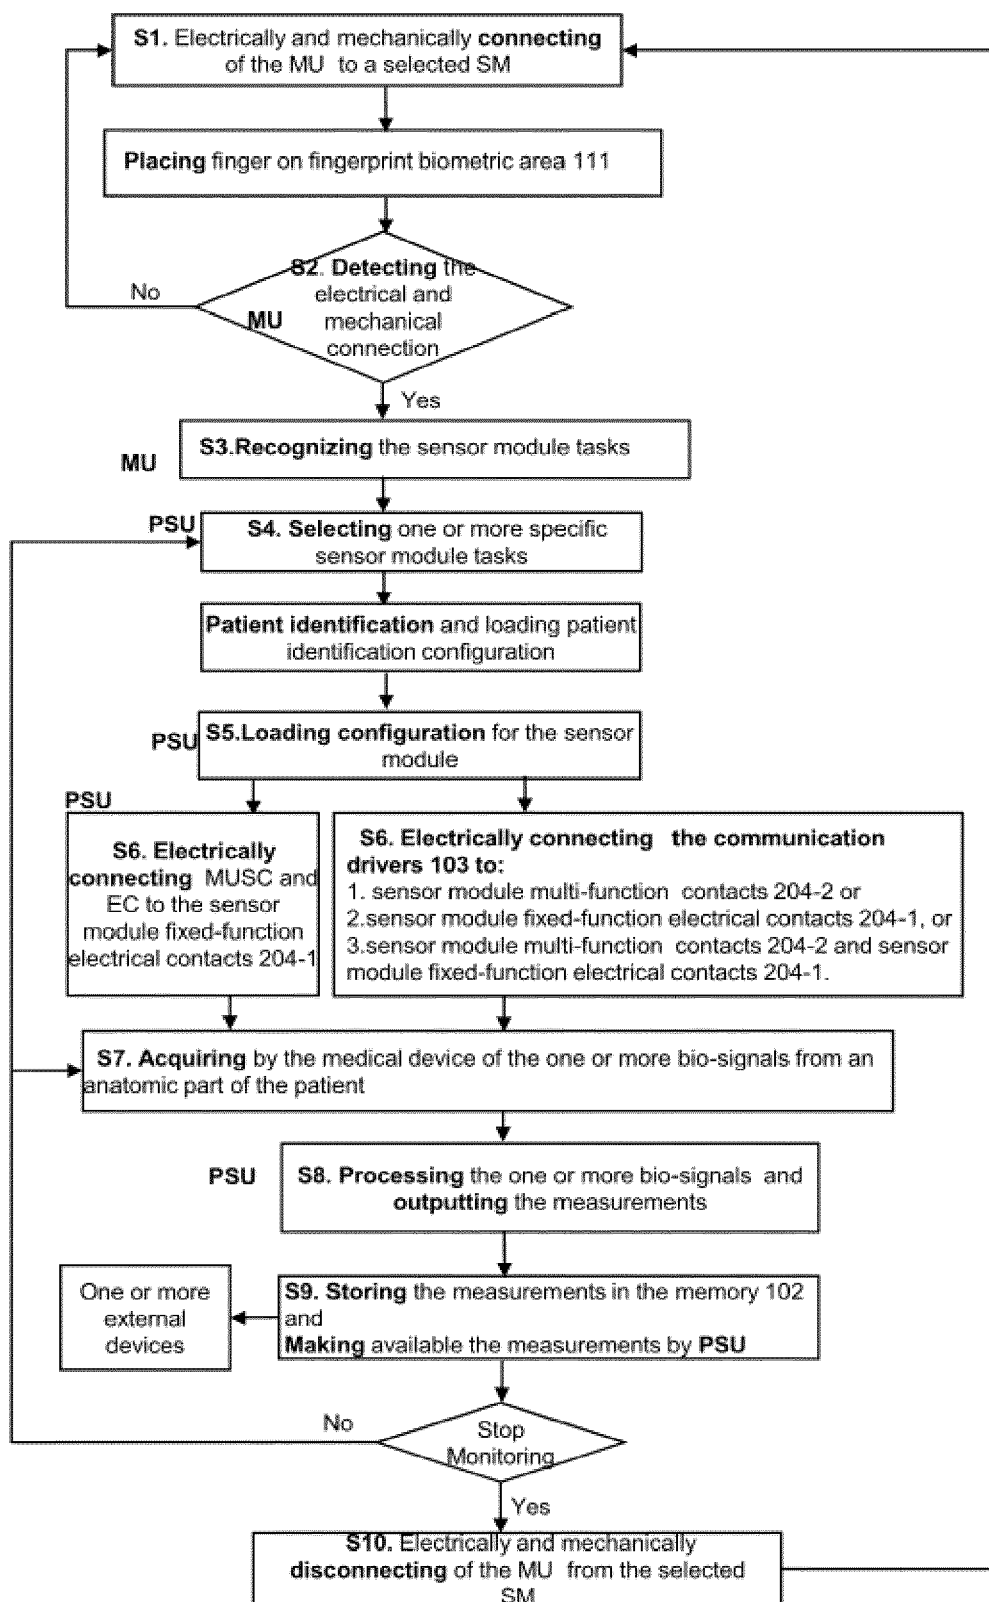 S1. Electrically and mechanically connecting
of the MU to a selected SM
Placing finger on fingerprint biometric area 111
S2. Detecting the
electrical and
mechanical
connection
MU
No
Yes
S3.Recognizing the sensor module tasks
MU
PSU
S4. Selecting one or more specific
sensor module tasks
Patient identification and loading patient
identification configuration
PSU
S5.Loading configuration for the sensor
module
PSU
S6. Electrically
connecting MUSC and
EC to the sensor
module fixed-function
electrical contacts 204-1
S6. Electrically connecting the communication
drivers 103 to:
1. sensor module multi-function contacts 204-2 or
2.sensor module fixed-function electrical contacts 204-1, or
3.sensor module multi-function contacts 204-2 and sensor
module fixed-function electrical contacts 204-1.
S7. Acquiring by the medical device of the one or more bio-signals from an
anatomic part of the patient
PSU
S8. Processing the one or more bio-signals and
outputting the measurements
One or more
external
devices
S9. Storing the measurements in the memory 102
and
Making available the measurements by PSU
No
Stop
Monitoring
Yes
S10. Electrically and mechanically
disconnecting of the MU from the selected
SM